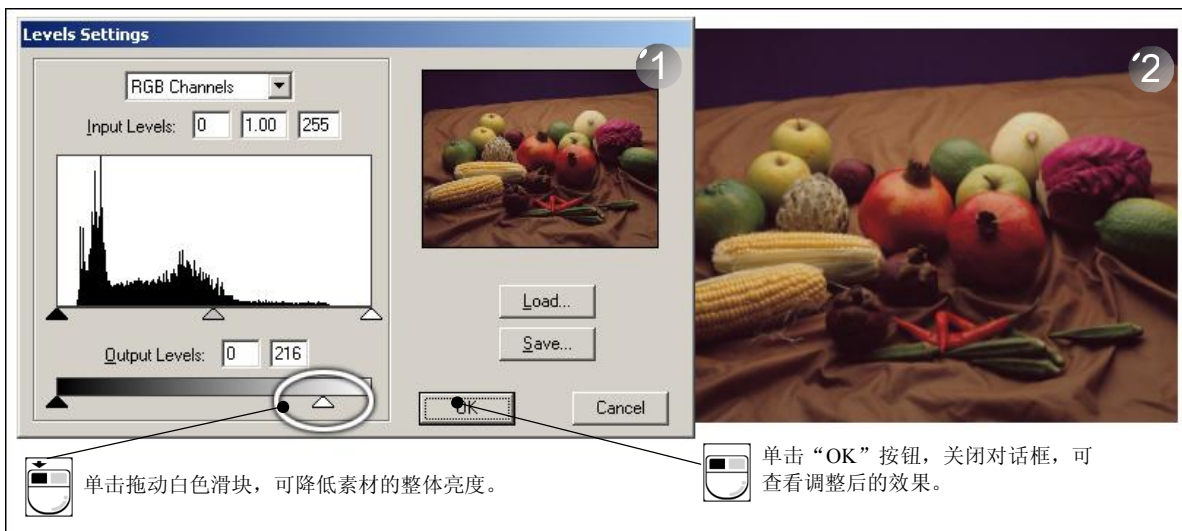 Levels Settings
1
2
RGB Channels
Input Levels: 0 1.00 255
Load...
Save...
Output Levels: 0 216
OK
Cancel
单击拖动白色滑块，可降低素材的整体亮度。
单击“OK”按钮，关闭对话框，可
查看调整后的效果。